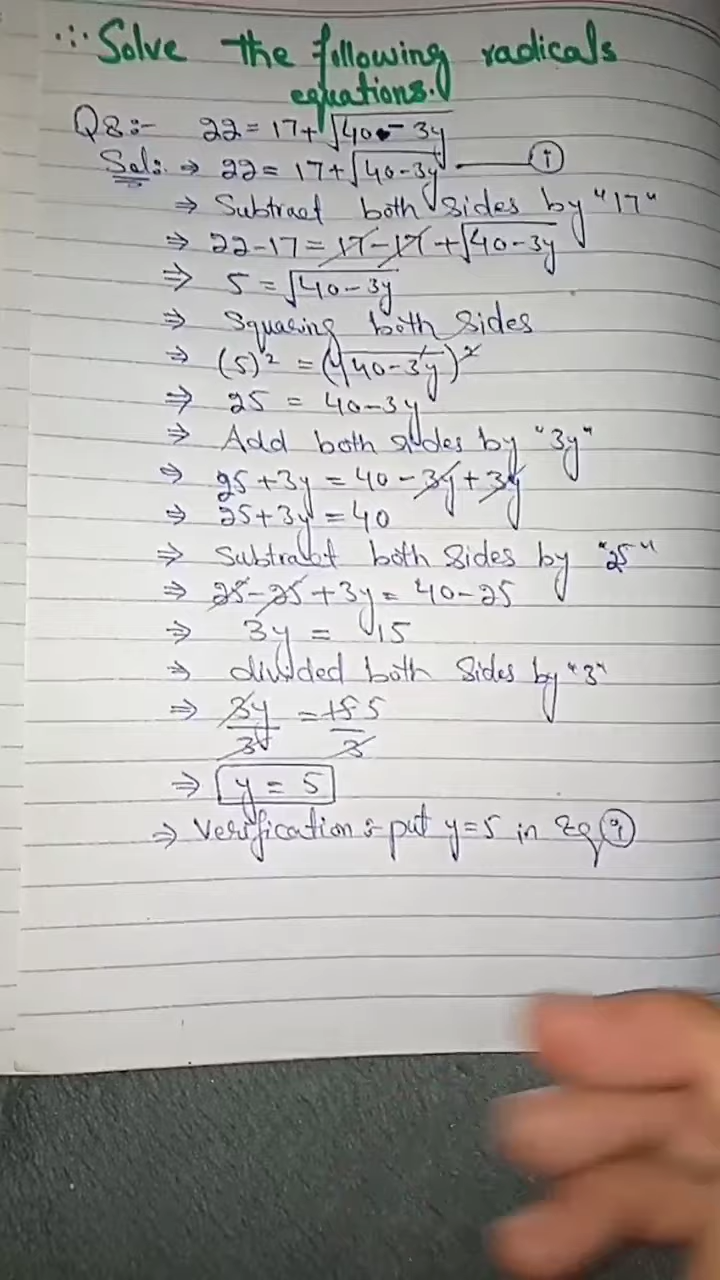 ∴ Solve the following radicals
equations.
Q8:- 22 = 17+√40-3y
Sol:- ⇒ 22 = 17+√40-3y — (i)
⇒ Subtract both sides by "17"
⇒ 22-17 = 17-17+√40-3y
⇒ 5 = √40-3y
⇒ Squaring both sides
⇒ (5)² = (√40-3y)²
⇒ 25 = 40-3y
⇒ Add both sides by "3y"
⇒ 25+3y = 40-3y+3y
⇒ 25+3y = 40
⇒ Subtract both sides by "25"
⇒ 25-25+3y = 40-25
⇒ 3y = 15
⇒ divided both sides by "3"
⇒ 3y/3 = 15/3 5
⇒ y = 5
⇒ Verification: put y=5 in Eq (i)